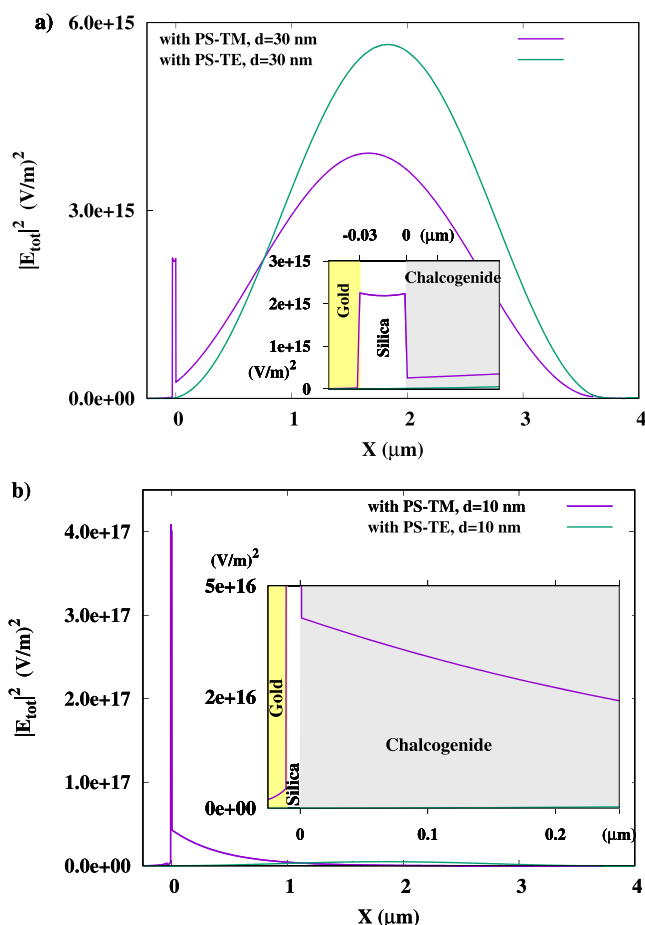 a)
with PS-TM, d=30 nm
with PS-TE, d=30 nm
6.0e+15
3.0e+15
0.0e+00
|E_tot|^2 (V/m)^2
-0.03 0 (μm)
3e+15
2e+15
1e+15
(V/m)^2
0
Gold
Silica
Chalcogenide
0 1 2 3 4
X (μm)
b)
with PS-TM, d=10 nm
with PS-TE, d=10 nm
4.0e+17
3.0e+17
2.0e+17
1.0e+17
0.0e+00
|E_tot|^2 (V/m)^2
(V/m)^2
5e+16
2e+16
0e+00
Gold
Silica
Chalcogenide
0 0.1 0.2 (μm)
0 1 2 3 4
X (μm)